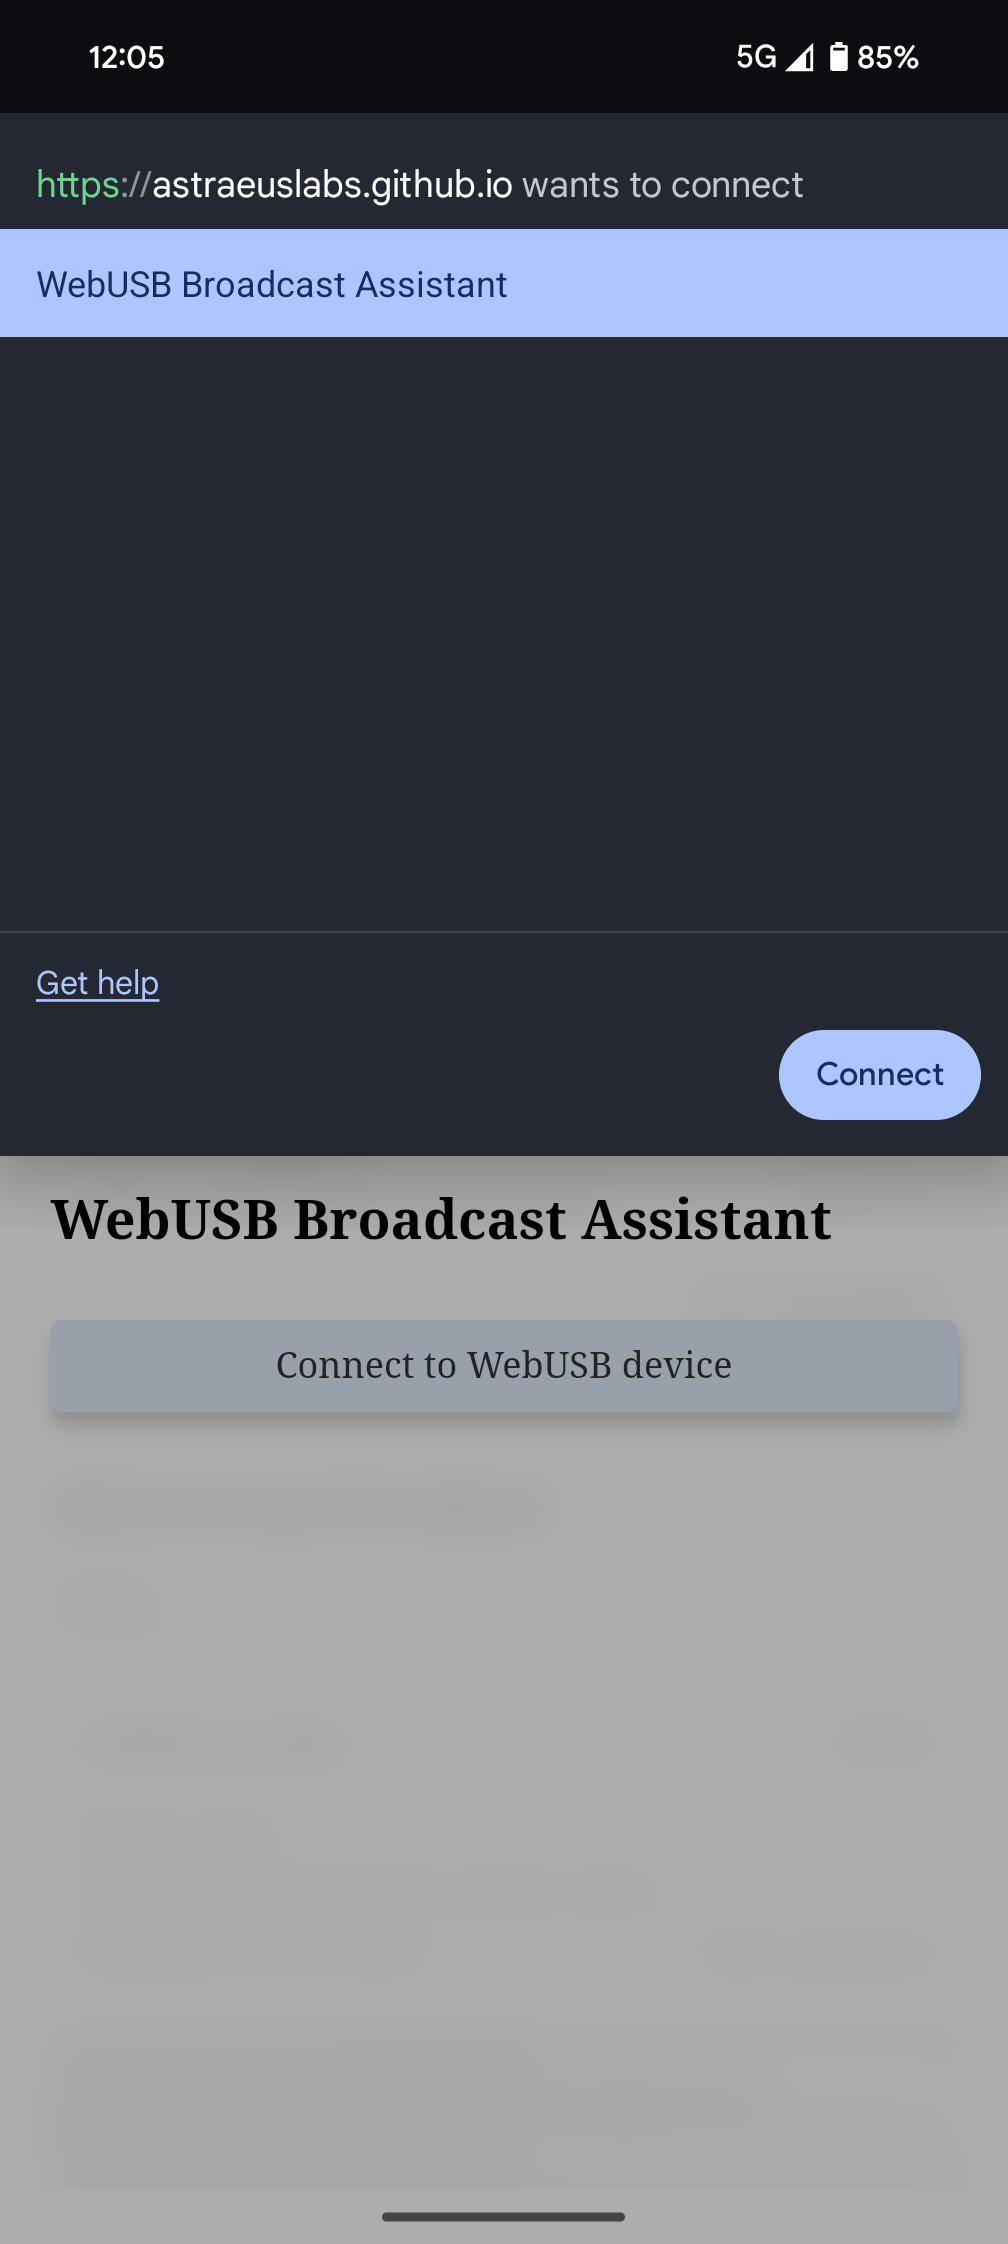 12:05
5G 85%
https://astraeuslabs.github.io wants to connect
WebUSB Broadcast Assistant
Get help
Connect
WebUSB Broadcast Assistant
Connect to WebUSB device